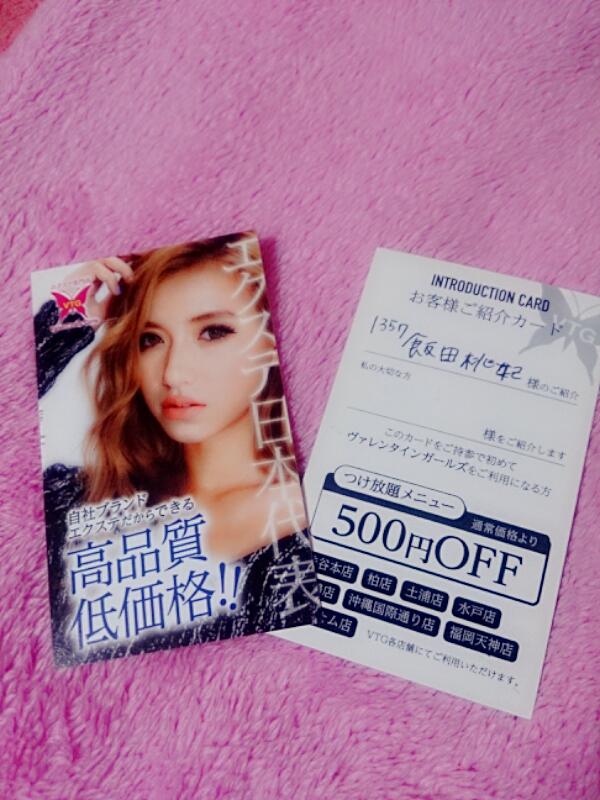 VTG
エクステ日本代表!
自社ブランド
エクステだからできる
高品質
低価格!!
INTRODUCTION CARD
お客様ご紹介カード
VTG
1357 飯田桃妃 様のご紹介
私の大切な方
様をご紹介します
このカードをご持参で初めて
ヴァレンタインガールズをご利用になる方
つけ放題メニュー
通常価格より
500円OFF
谷本店 柏店 土浦店 水戸店
店 沖縄国際通り店 福岡天神店
ム店
VTG各店舗にてご利用いただけます。